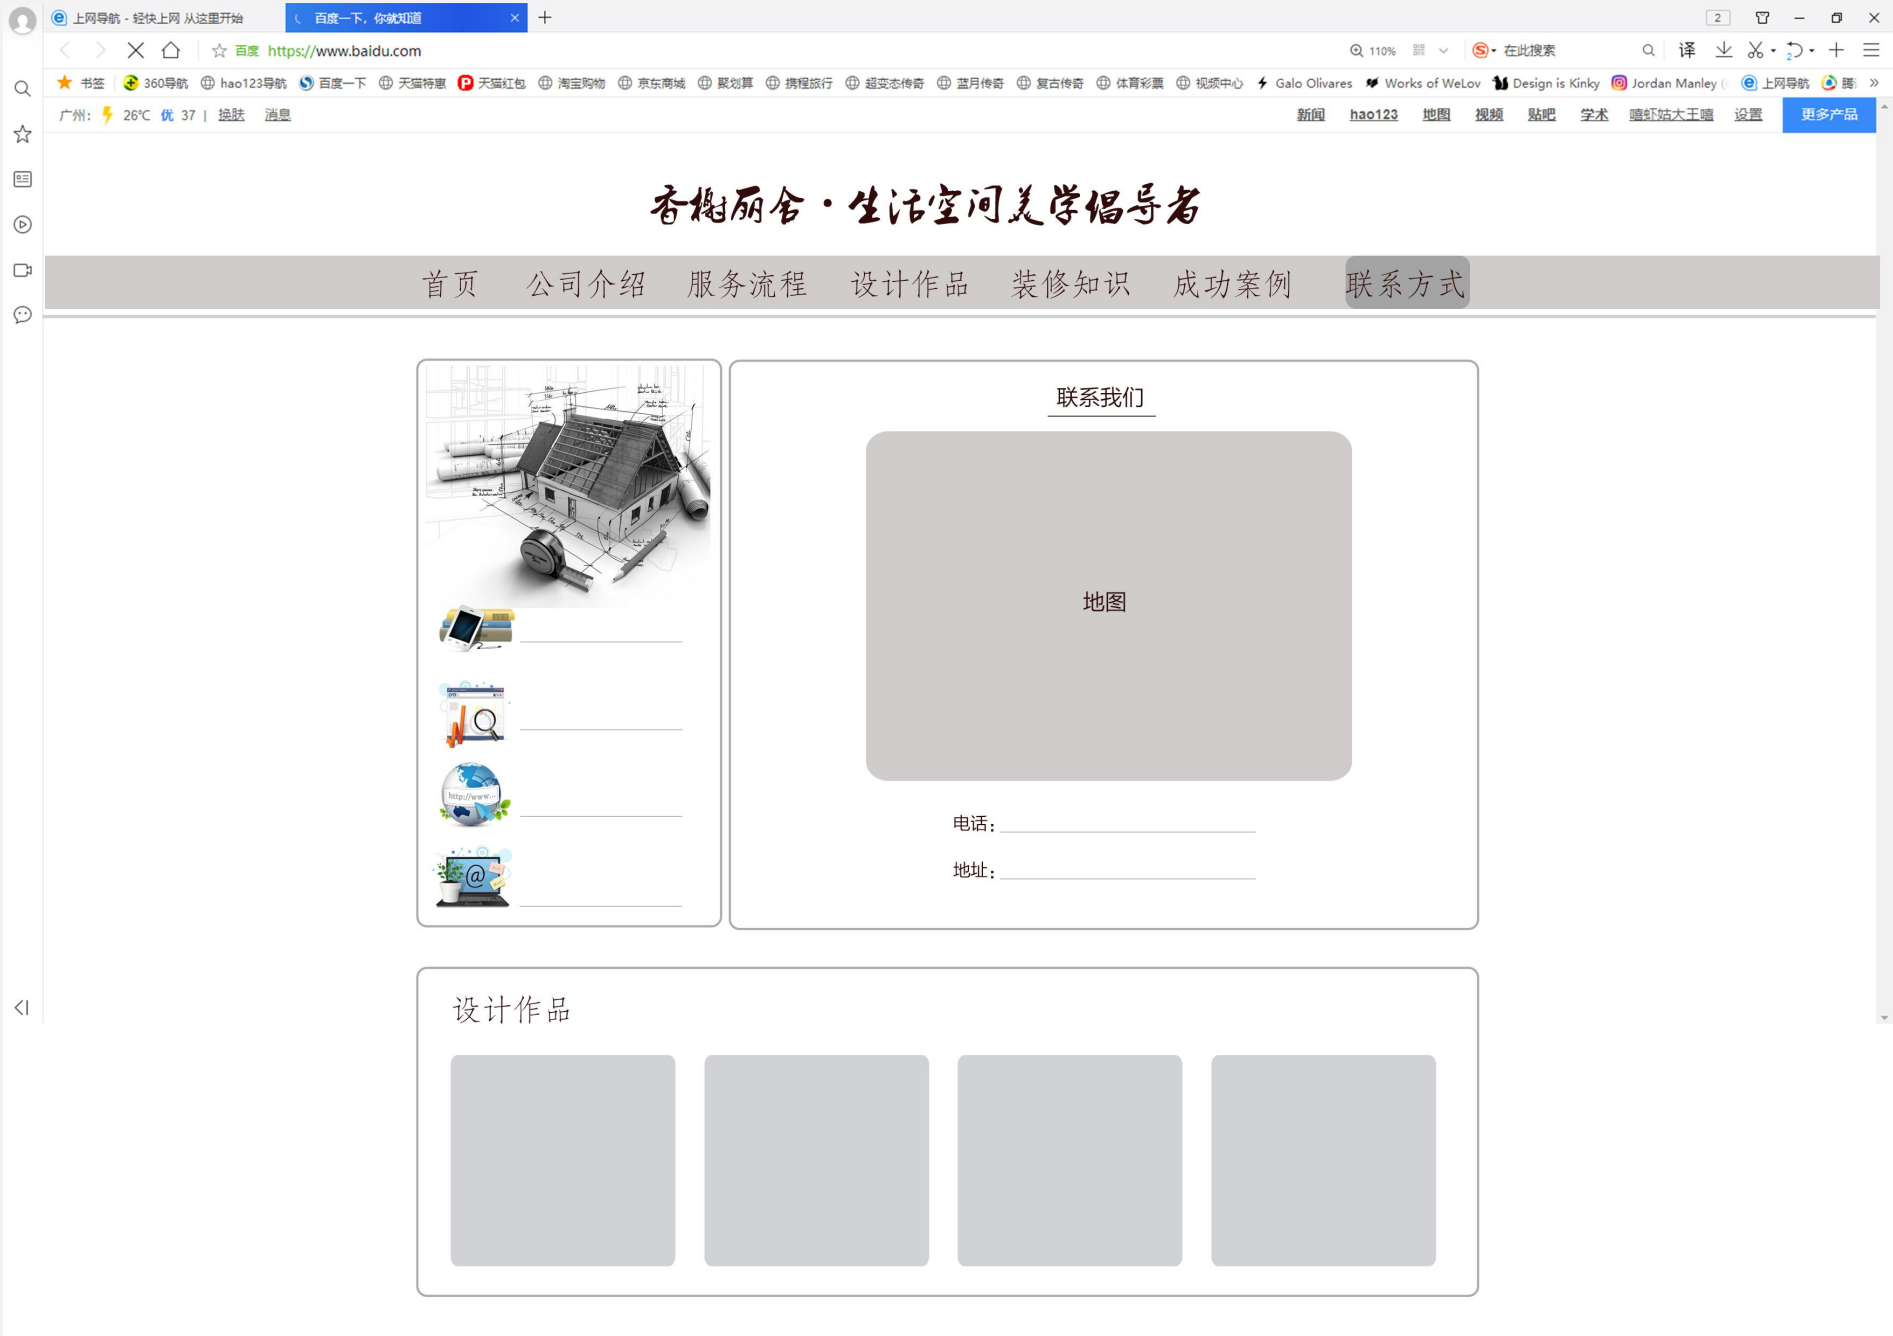 上网导航 - 轻快上网 从这里开始
百度一下，你就知道
2
百度 https://www.baidu.com
110%
在此搜索
译
书签 360导航 hao123导航 百度一下 天猫特惠 天猫红包 淘宝购物 京东商城 聚划算 携程旅行 超变态传奇 蓝月传奇 复古传奇 体育彩票 视频中心 Galo Olivares Works of WeLov Design is Kinky Jordan Manley ( 上网导航
广州： 26℃ 优 37 | 换肤 消息
新闻 hao123 地图 视频 贴吧 学术 嘻虾姑大王嘻 设置 更多产品
香榭丽舍·生活空间美学倡导者
首页 公司介绍 服务流程 设计作品 装修知识 成功案例 联系方式
联系我们
地图
http://www...
@
电话：
地址：
设计作品